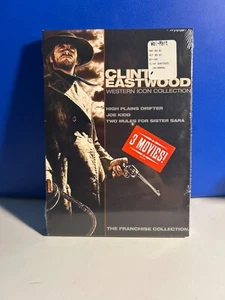 CLINT
EASTWOOD
WESTERN ICON COLLECTION
HIGH PLAINS DRIFTER
JOE KIDD
TWO MULES FOR SISTER SARA
3 MOVIES!
THE FRANCHISE COLLECTION